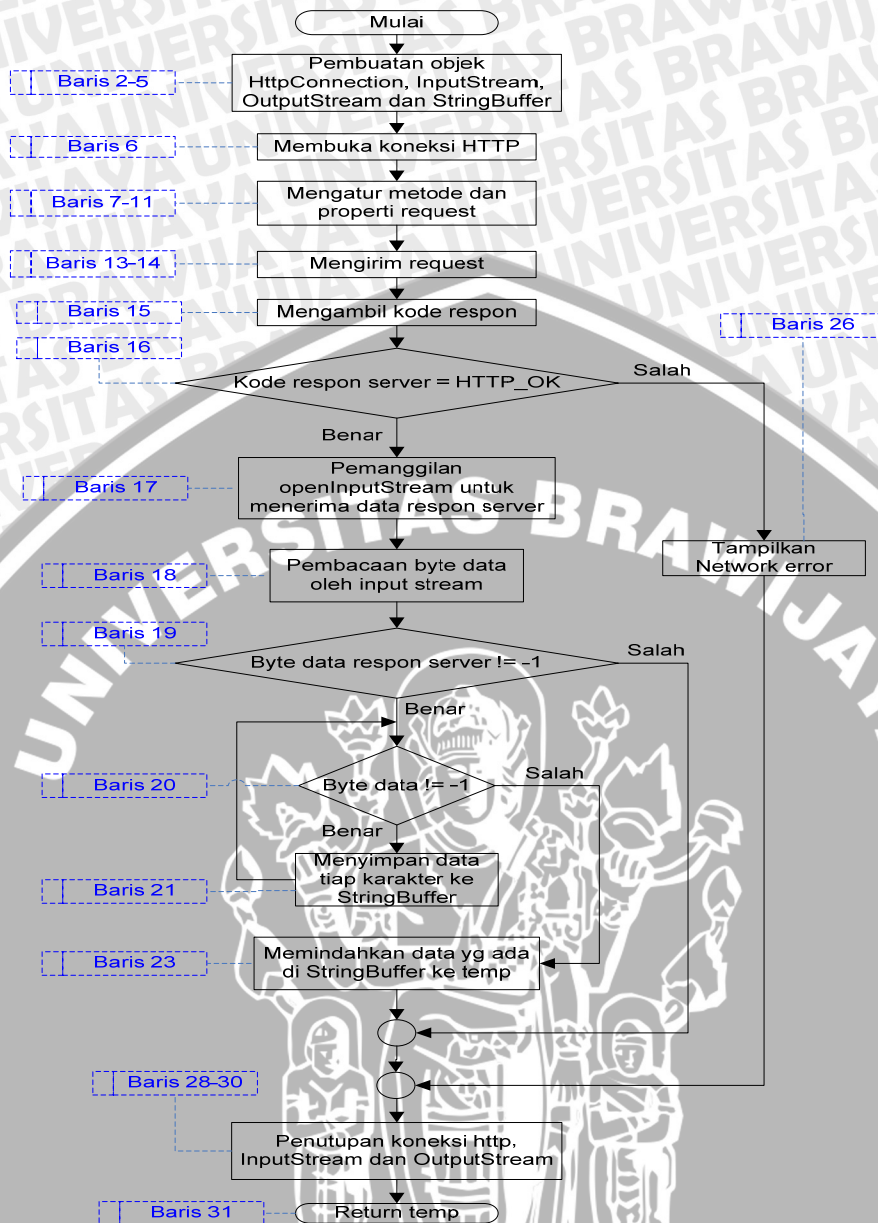 Mulai
Pembuatan objek
HttpConnection, InputStream,
OutputStream dan StringBuffer
Baris 2-5
Membuka koneksi HTTP
Baris 6
Mengatur metode dan
properti request
Baris 7-11
Mengirim request
Baris 13-14
Mengambil kode respon
Baris 15
Baris 26
Baris 16
Kode respon server = HTTP_OK
Salah
Benar
Pemanggilan
openInputStream untuk
menerima data respon server
Baris 17
Tampilkan
Network error
Pembacaan byte data
oleh input stream
Baris 18
Baris 19
Byte data respon server != -1
Salah
Benar
Baris 20
Byte data != -1
Salah
Benar
Menyimpan data
tiap karakter ke
StringBuffer
Baris 21
Memindahkan data yg ada
di StringBuffer ke temp
Baris 23
Baris 28-30
Penutupan koneksi http,
InputStream dan OutputStream
Baris 31
Return temp
UNIVERSITAS BRAWIJAYA